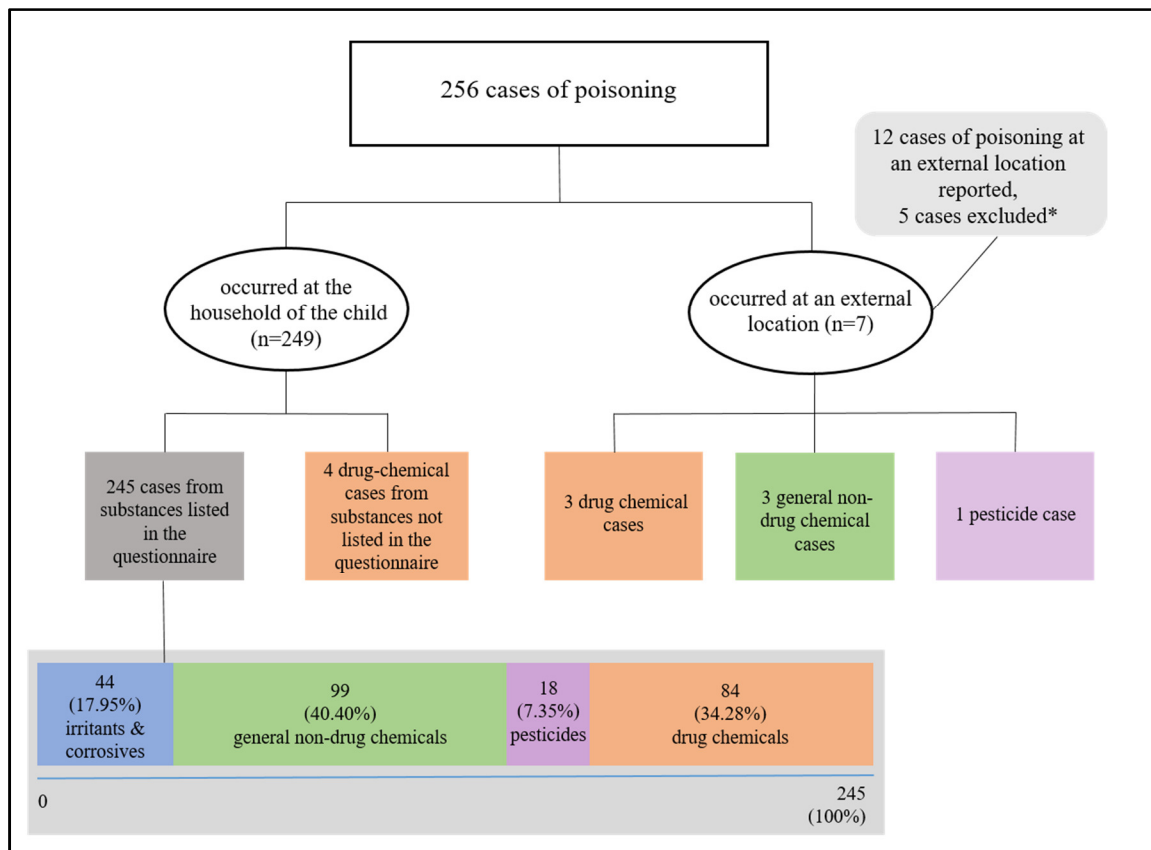 256 cases of poisoning
12 cases of poisoning at
an external location
reported,
5 cases excluded*
occurred at the
household of the child
(n=249)
occurred at an external
location (n=7)
245 cases from
substances listed
in the
questionnaire
4 drug-chemical
cases from
substances not
listed in the
questionnaire
3 drug chemical
cases
3 general non-
drug chemical
cases
1 pesticide case
44
(17.95%)
irritants &
corrosives
99
(40.40%)
general non-drug chemicals
18
(7.35%)
pesticides
84
(34.28%)
drug chemicals
0
245
(100%)